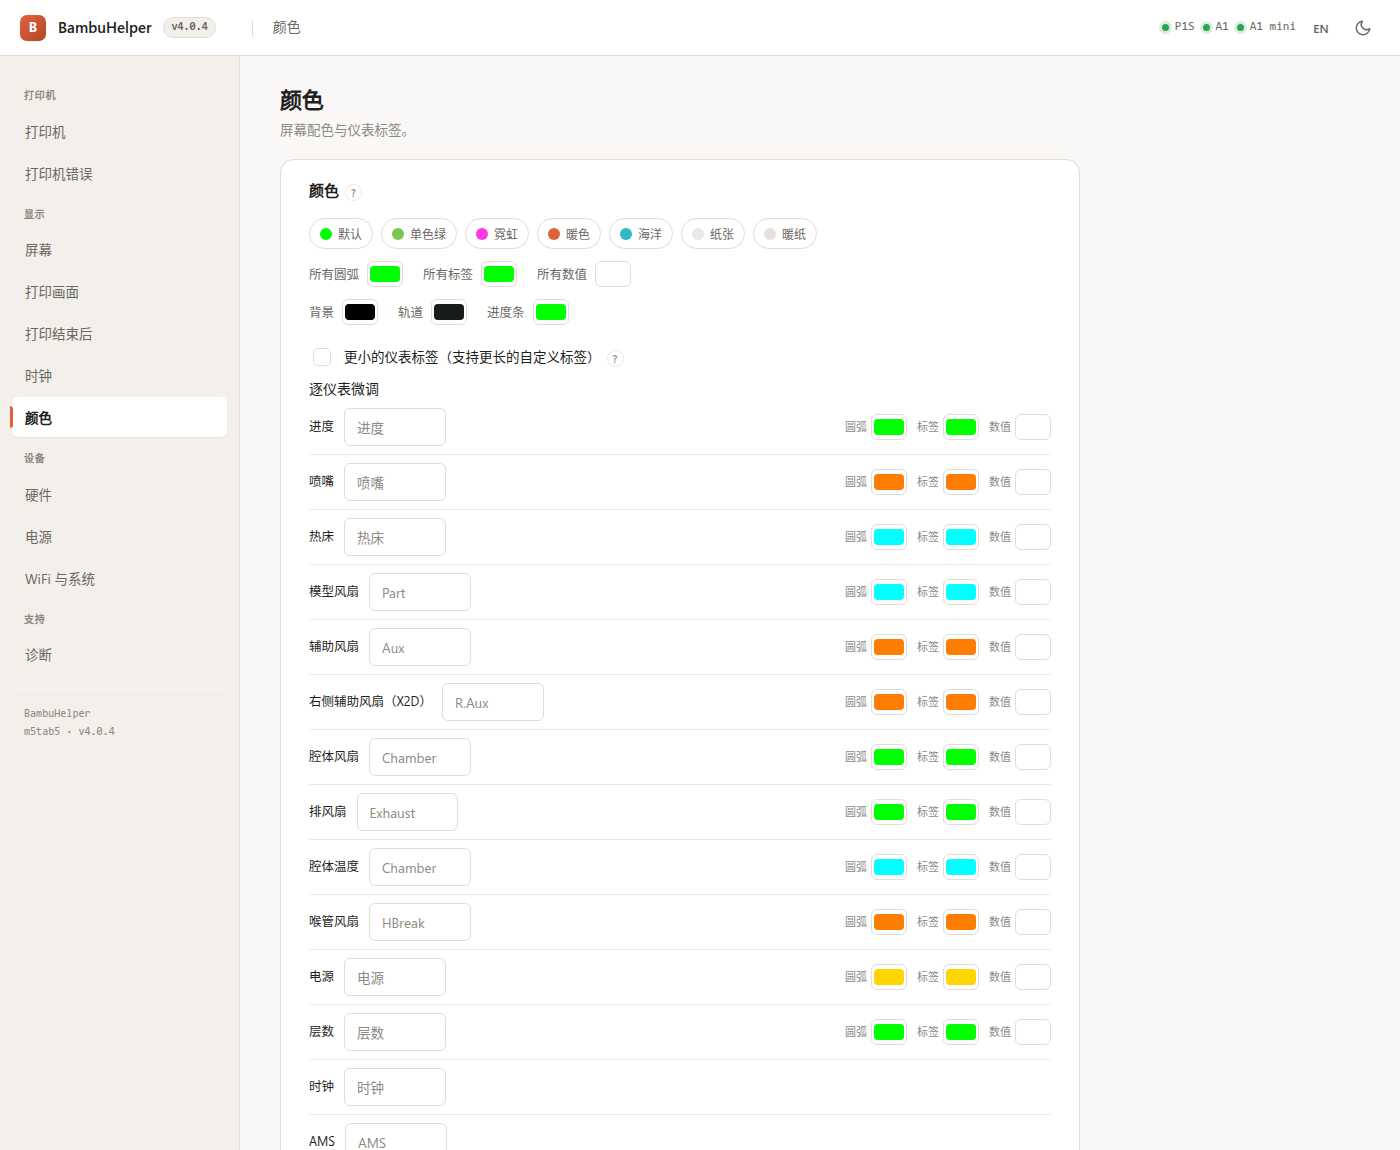 B BambuHelper v4.0.4 颜色 P1S A1 A1 mini EN
打印机
打印机
打印机错误
显示
屏幕
打印画面
打印结束后
时钟
颜色
设备
硬件
电源
WiFi 与系统
支持
诊断
BambuHelper
m5tab5 · v4.0.4
颜色
屏幕配色与仪表标签。
颜色 ?
默认 单色绿 霓虹 暖色 海洋 纸张 暖纸
所有圆弧 所有标签 所有数值
背景 轨道 进度条
更小的仪表标签（支持更长的自定义标签） ?
逐仪表微调
进度 进度 圆弧 标签 数值
喷嘴 喷嘴 圆弧 标签 数值
热床 热床 圆弧 标签 数值
模型风扇 Part 圆弧 标签 数值
辅助风扇 Aux 圆弧 标签 数值
右侧辅助风扇（X2D） R.Aux 圆弧 标签 数值
腔体风扇 Chamber 圆弧 标签 数值
排风扇 Exhaust 圆弧 标签 数值
腔体温度 Chamber 圆弧 标签 数值
喉管风扇 HBreak 圆弧 标签 数值
电源 电源 圆弧 标签 数值
层数 层数 圆弧 标签 数值
时钟 时钟
AMS AMS